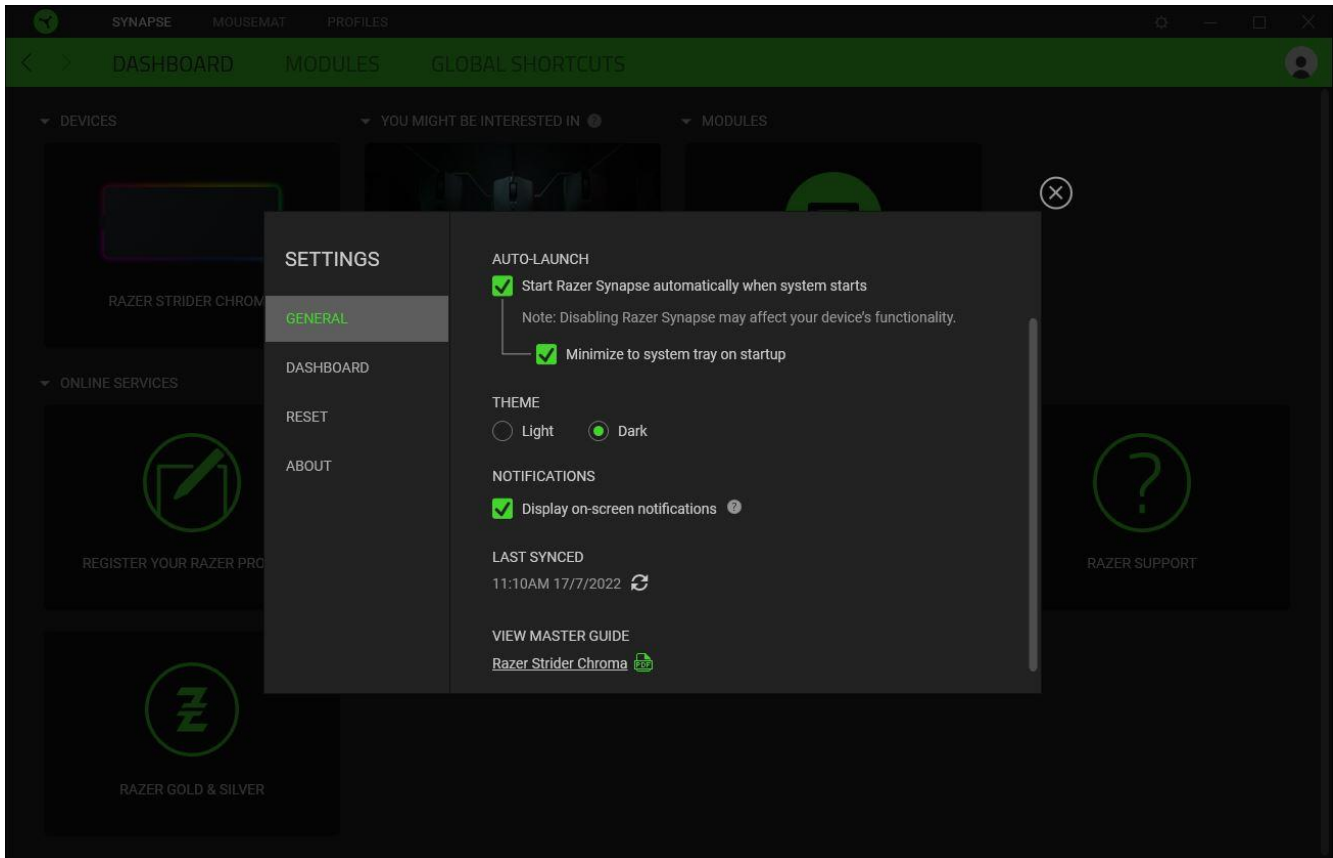 SYNAPSE MOUSEMAT PROFILES
DASHBOARD MODULES GLOBAL SHORTCUTS
DEVICES
YOU MIGHT BE INTERESTED IN ?
MODULES
RAZER STRIDER CHROM
ONLINE SERVICES
REGISTER YOUR RAZER PRO
RAZER SUPPORT
RAZER GOLD & SILVER
SETTINGS
GENERAL
DASHBOARD
RESET
ABOUT
AUTO-LAUNCH
Start Razer Synapse automatically when system starts
Note: Disabling Razer Synapse may affect your device’s functionality.
Minimize to system tray on startup
THEME
Light Dark
NOTIFICATIONS
Display on-screen notifications ?
LAST SYNCED
11:10AM 17/7/2022
VIEW MASTER GUIDE
Razer Strider Chroma PDF